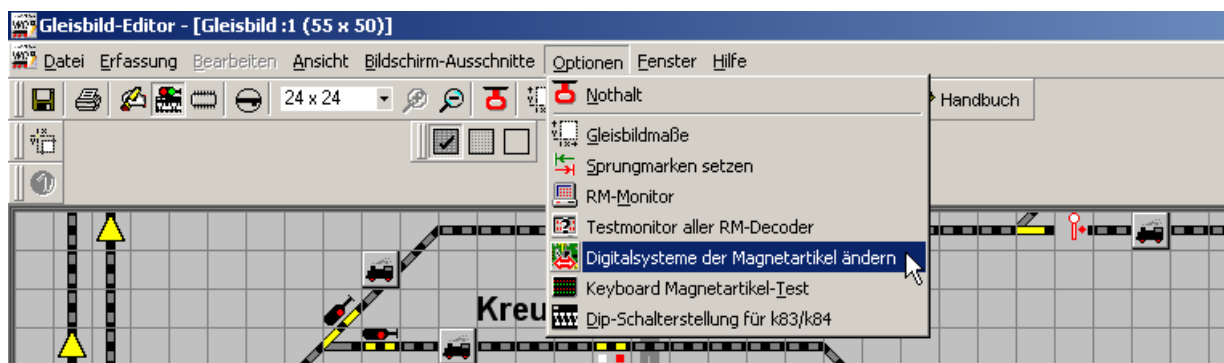 Gleisbild-Editor - [Gleisbild :1 (55 x 50)]
Datei Erfassung Bearbeiten Ansicht Bildschirm-Ausschnitte Optionen Fenster Hilfe
24 x 24
Handbuch
Nothalt
Gleisbildmaße
Sprungmarken setzen
RM-Monitor
Testmonitor aller RM-Decoder
Digitalsysteme der Magnetartikel ändern
Keyboard Magnetartikel-Test
Dip-Schalterstellung für k83/k84
Kreu